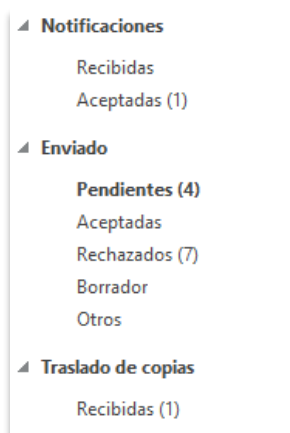 Notificaciones
Recibidas
Aceptadas (1)
Enviado
Pendientes (4)
Aceptadas
Rechazados (7)
Borrador
Otros
Traslado de copias
Recibidas (1)